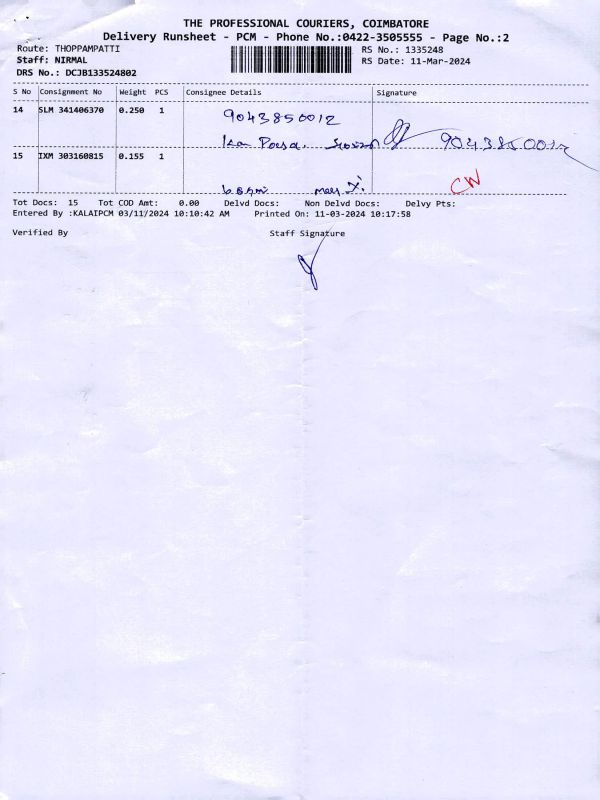 THE PROFESSIONAL COURIERS, COIMBATORE
Delivery Runsheet - PCM - Phone No.:0422-3505555 - Page No.:2
Route: THOPPAMPATTI RS No.: 1335248
Staff: NIRMAL RS Date: 11-Mar-2024
DRS No.: DCJB133524802
S No Consignment No Weight PCS Consignee Details Signature
14 SLM 341406370 0.250 1 9043850012
9043850012
15 IXM 303160815 0.155 1
CW
Tot Docs: 15 Tot COD Amt: 0.00 Delvd Docs: Non Delvd Docs: Delvy Pts:
Entered By :KALAIPCM 03/11/2024 10:10:42 AM Printed On: 11-03-2024 10:17:58
Verified By Staff Signature